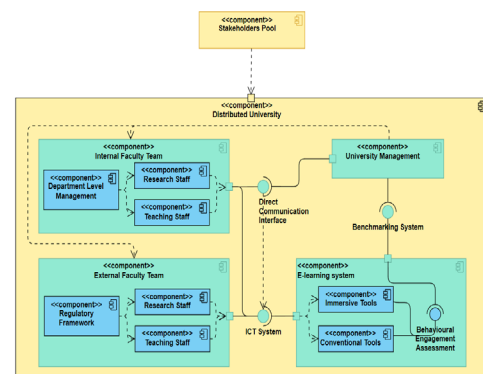 <<component>>
Stakeholders Pool
<<component>>
Distributed University
<<component>>
Internal Faculty Team
<<component>>
Department Level
Management
<<component>>
Research Staff
<<component>>
Teaching Staff
<<component>>
University Management
Direct
Communication
Interface
Benchmarking System
<<component>>
External Faculty Team
<<component>>
Regulatory
Framework
<<component>>
Research Staff
<<component>>
Teaching Staff
ICT System
<<component>>
E-learning system
<<component>>
Immersive Tools
<<component>>
Conventional Tools
Behavioural
Engagement
Assessment